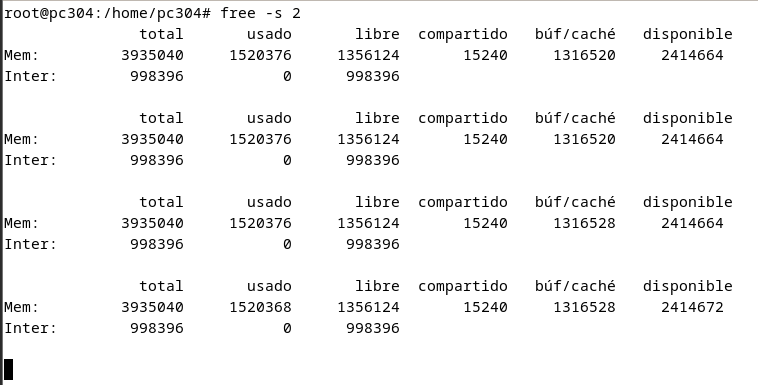 root@pc304:/home/pc304# free -s 2
               total       usado       libre  compartido   búf/caché   disponible
Mem:         3935040     1520376     1356124       15240     1316520     2414664
Inter:        998396           0      998396
               total       usado       libre  compartido   búf/caché   disponible
Mem:         3935040     1520376     1356124       15240     1316520     2414664
Inter:        998396           0      998396
               total       usado       libre  compartido   búf/caché   disponible
Mem:         3935040     1520376     1356124       15240     1316528     2414664
Inter:        998396           0      998396
               total       usado       libre  compartido   búf/caché   disponible
Mem:         3935040     1520368     1356124       15240     1316528     2414672
Inter:        998396           0      998396